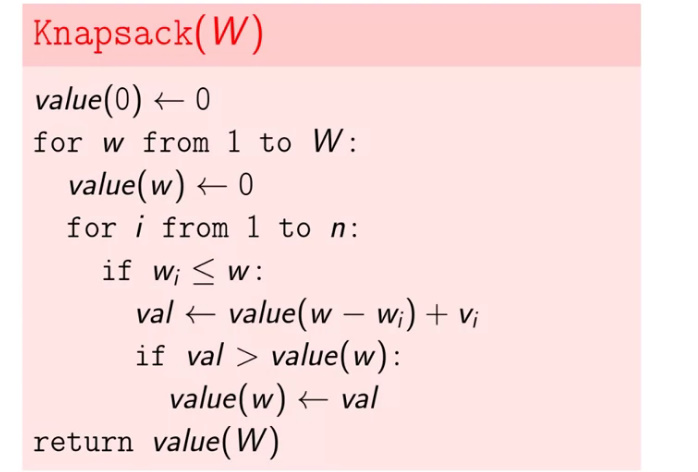 Knapsack(W)
value(0) ← 0
for w from 1 to W:
value(w) ← 0
for i from 1 to n:
if wᵢ ≤ w:
val ← value(w − wᵢ) + vᵢ
if val > value(w):
value(w) ← val
return value(W)